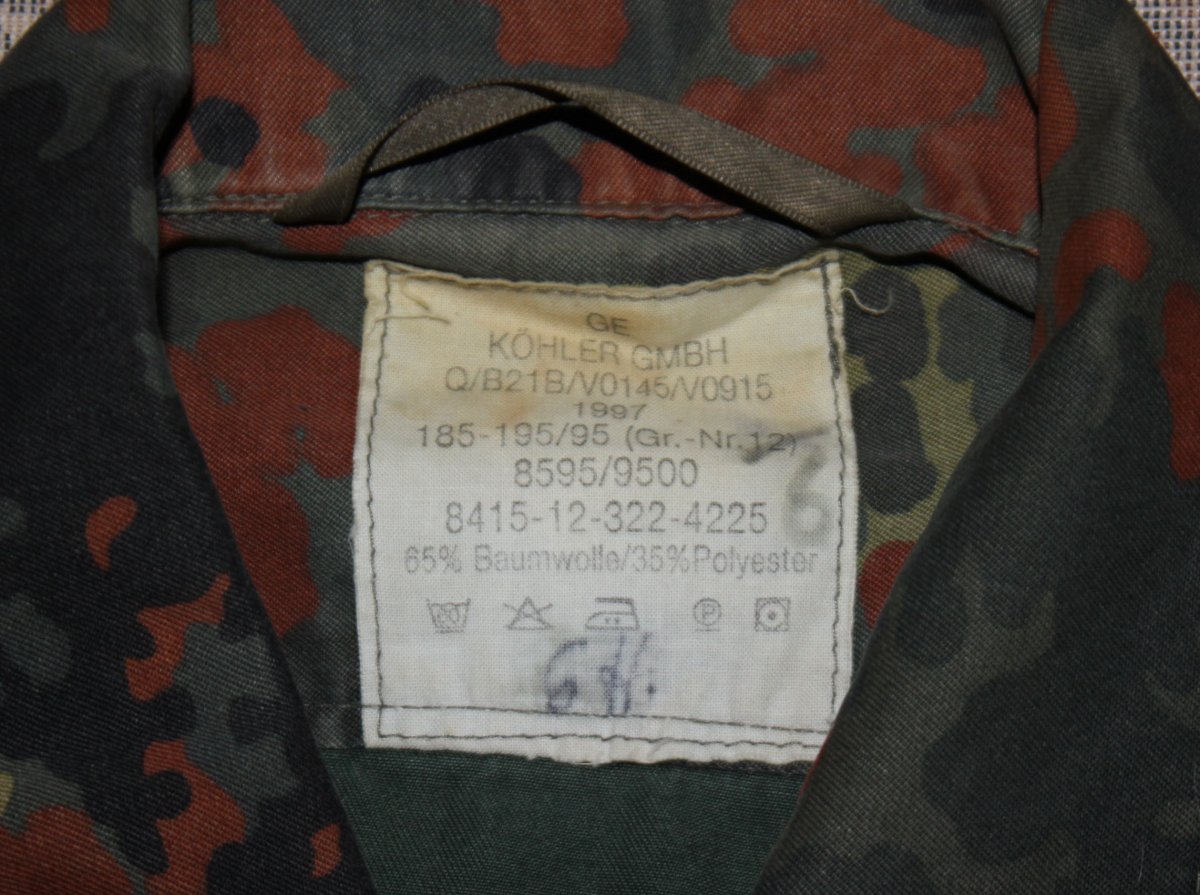 GE
KÖHLER GMBH
Q/B21B/V0145/V0915
1997
185-195/95 (Gr.-Nr.12)
8595/9500
8415-12-322-4225
65% Baumwolle/35%Polyester
P